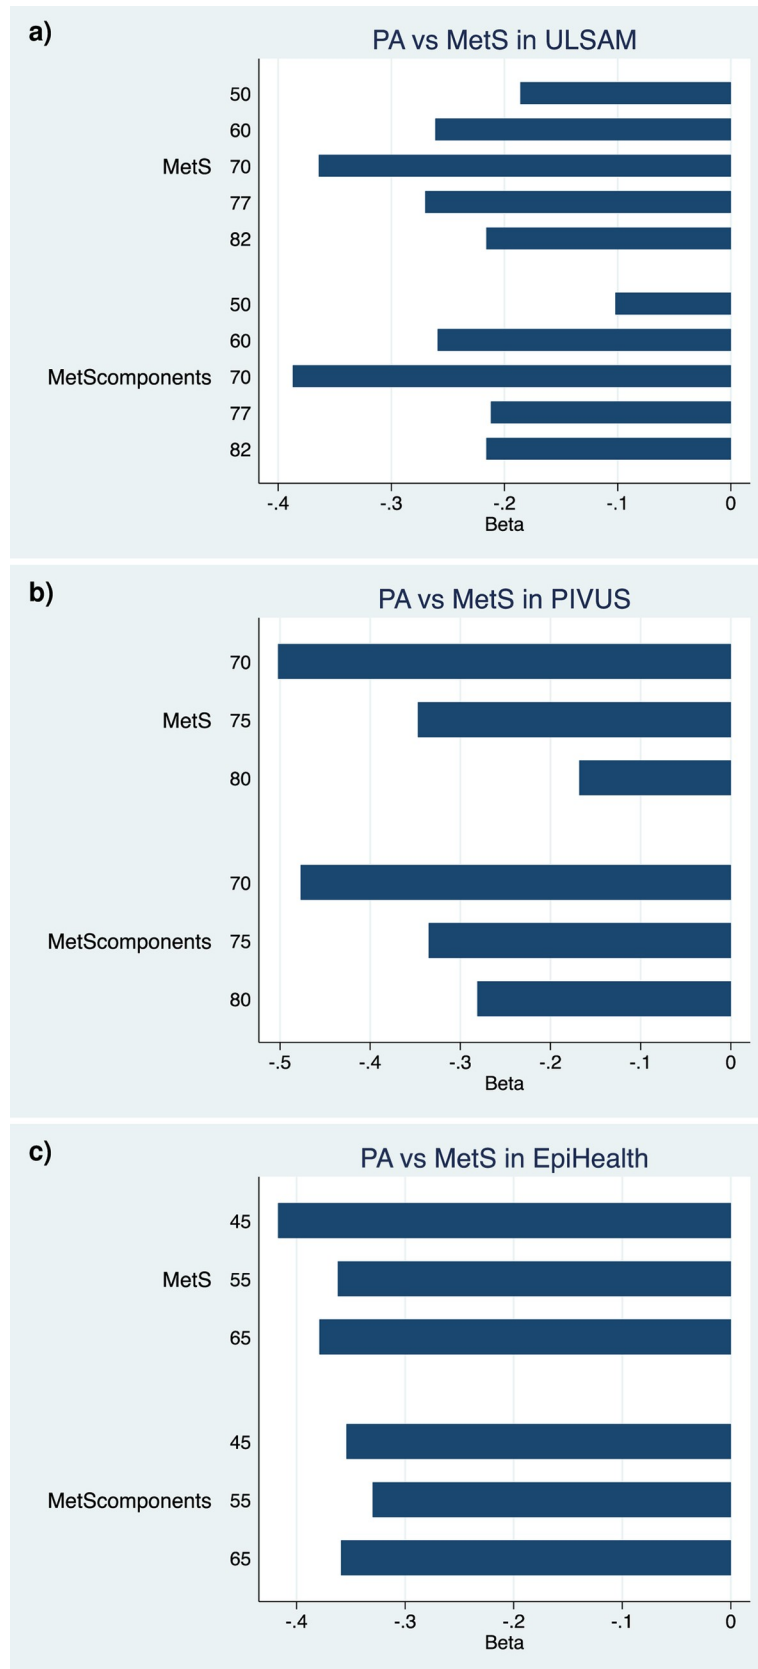 a)
PA vs MetS in ULSAM
50
60
MetS 70
77
82
50
60
MetScomponents 70
77
82
-.4 -.3 -.2 -.1 0
Beta
b)
PA vs MetS in PIVUS
70
MetS 75
80
70
MetScomponents 75
80
-.5 -.4 -.3 -.2 -.1 0
Beta
c)
PA vs MetS in EpiHealth
45
MetS 55
65
45
MetScomponents 55
65
-.4 -.3 -.2 -.1 0
Beta